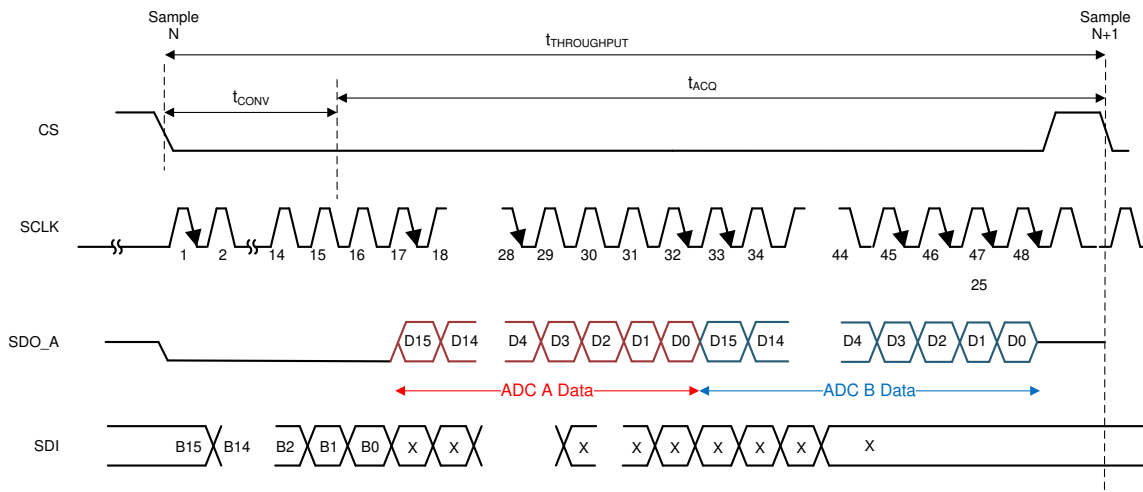 Sample N
Sample N+1
tTHROUGHPUT
tCONV
tACQ
CS
SCLK
1 2 14 15 16 17 18 28 29 30 31 32 33 34 44 45 46 47 48
25
SDO_A
D15 D14 D4 D3 D2 D1 D0 D15 D14 D4 D3 D2 D1 D0
ADC A Data
ADC B Data
SDI
B15 B14 B2 B1 B0 X X X X X X X X X